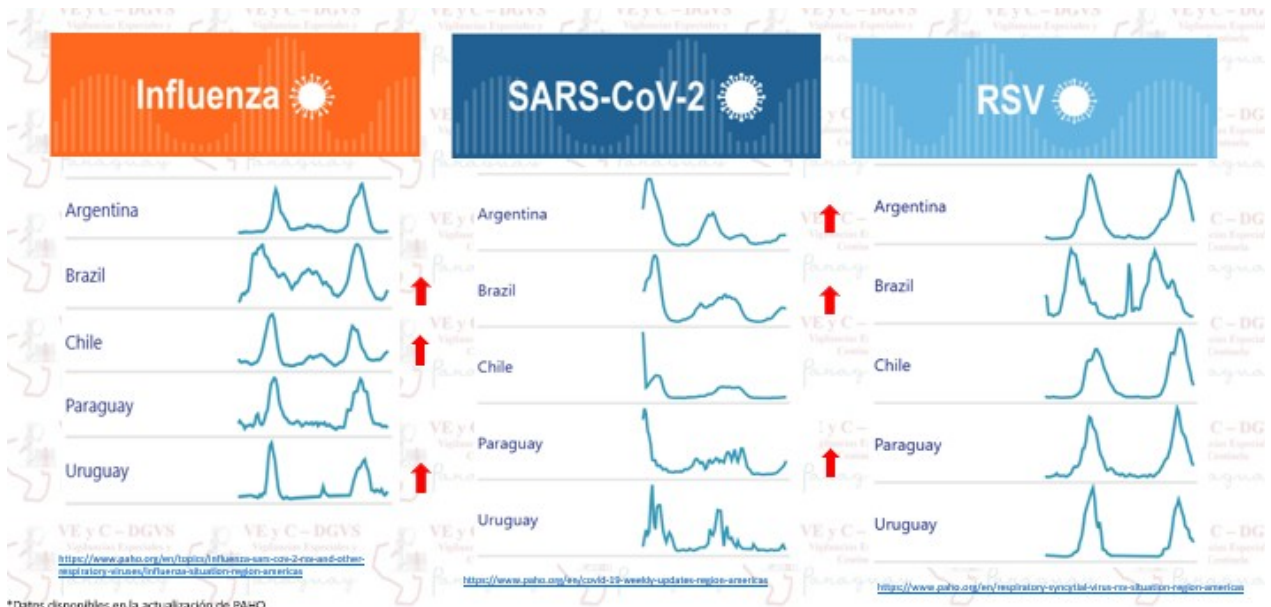 Influenza
Argentina
Brazil
Chile
Paraguay
Uruguay
https://www.paho.org/en/topics/influenza-sars-cov-2-rsv-and-other-
respiratory-viruses/influenza-situation-region-americas
SARS-CoV-2
Argentina
Brazil
Chile
Paraguay
Uruguay
https://www.paho.org/en/covid-19-weekly-updates-region-americas
RSV
Argentina
Brazil
Chile
Paraguay
Uruguay
https://www.paho.org/en/respiratory-syncytial-virus-rsv-situation-region-americas
*Datos disponibles en la actualización de PAHO
VE y C – DGVS